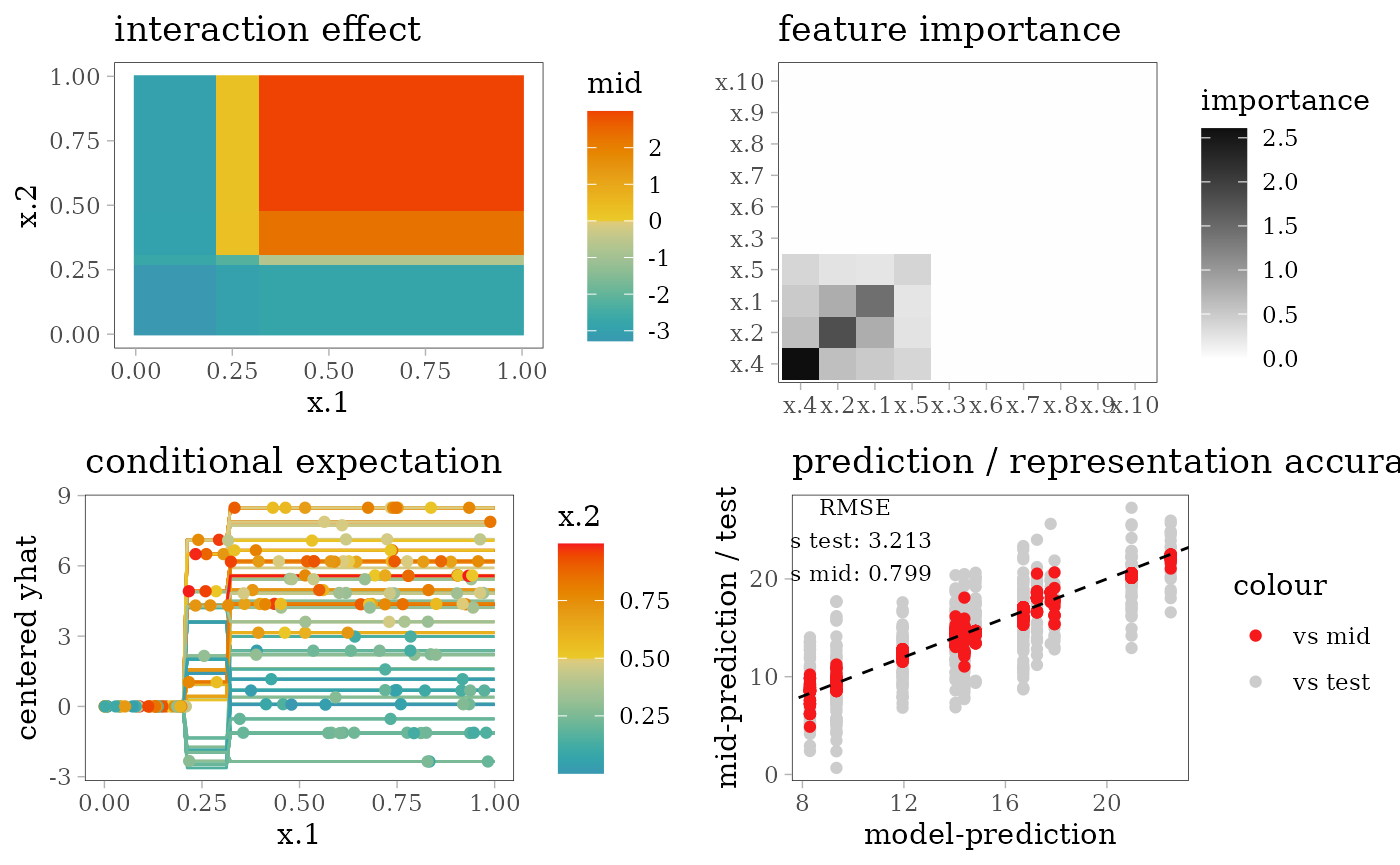 interaction effect
mid
1.00
0.75
0.50
0.25
0.00
x.2
0.00 0.25 0.50 0.75 1.00
x.1
2
1
0
-1
-2
-3
feature importance
importance
x.10
x.9
x.8
x.7
x.6
x.3
x.5
x.1
x.2
x.4
x.4 x.2 x.1 x.5 x.3 x.6 x.7 x.8 x.9 x.10
2.5
2.0
1.5
1.0
0.5
0.0
conditional expectation
x.2
9
6
3
0
-3
centered yhat
0.00 0.25 0.50 0.75 1.00
x.1
0.75
0.50
0.25
prediction / representation accura
RMSE
s test: 3.213
s mid: 0.799
20
10
0
mid-prediction / test
8 12 16 20
model-prediction
colour
vs mid
vs test